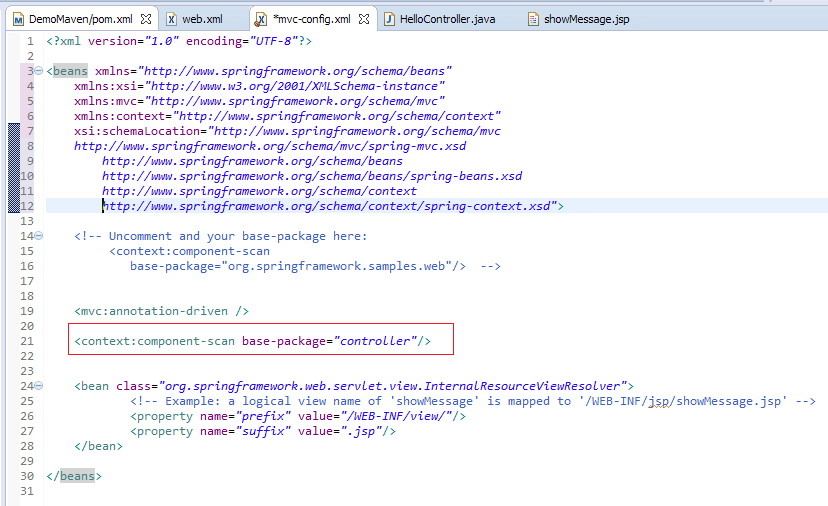 DemoMaven/pom.xml web.xml *mvc-config.xml HelloController.java showMessage.jsp
1 <?xml version="1.0" encoding="UTF-8"?>
2
3 <beans xmlns="http://www.springframework.org/schema/beans"
4 xmlns:xsi="http://www.w3.org/2001/XMLSchema-instance"
5 xmlns:mvc="http://www.springframework.org/schema/mvc"
6 xmlns:context="http://www.springframework.org/schema/context"
7 xsi:schemaLocation="http://www.springframework.org/schema/mvc
8 http://www.springframework.org/schema/mvc/spring-mvc.xsd
9 http://www.springframework.org/schema/beans
10 http://www.springframework.org/schema/beans/spring-beans.xsd
11 http://www.springframework.org/schema/context
12 http://www.springframework.org/schema/context/spring-context.xsd">
13
14 <!-- Uncomment and your base-package here:
15 <context:component-scan
16 base-package="org.springframework.samples.web"/> -->
17
18
19 <mvc:annotation-driven />
20
21 <context:component-scan base-package="controller"/>
22
23
24 <bean class="org.springframework.web.servlet.view.InternalResourceViewResolver">
25 <!-- Example: a logical view name of 'showMessage' is mapped to '/WEB-INF/jsp/showMessage.jsp' -->
26 <property name="prefix" value="/WEB-INF/view/"/>
27 <property name="suffix" value=".jsp"/>
28 </bean>
29
30 </beans>
31